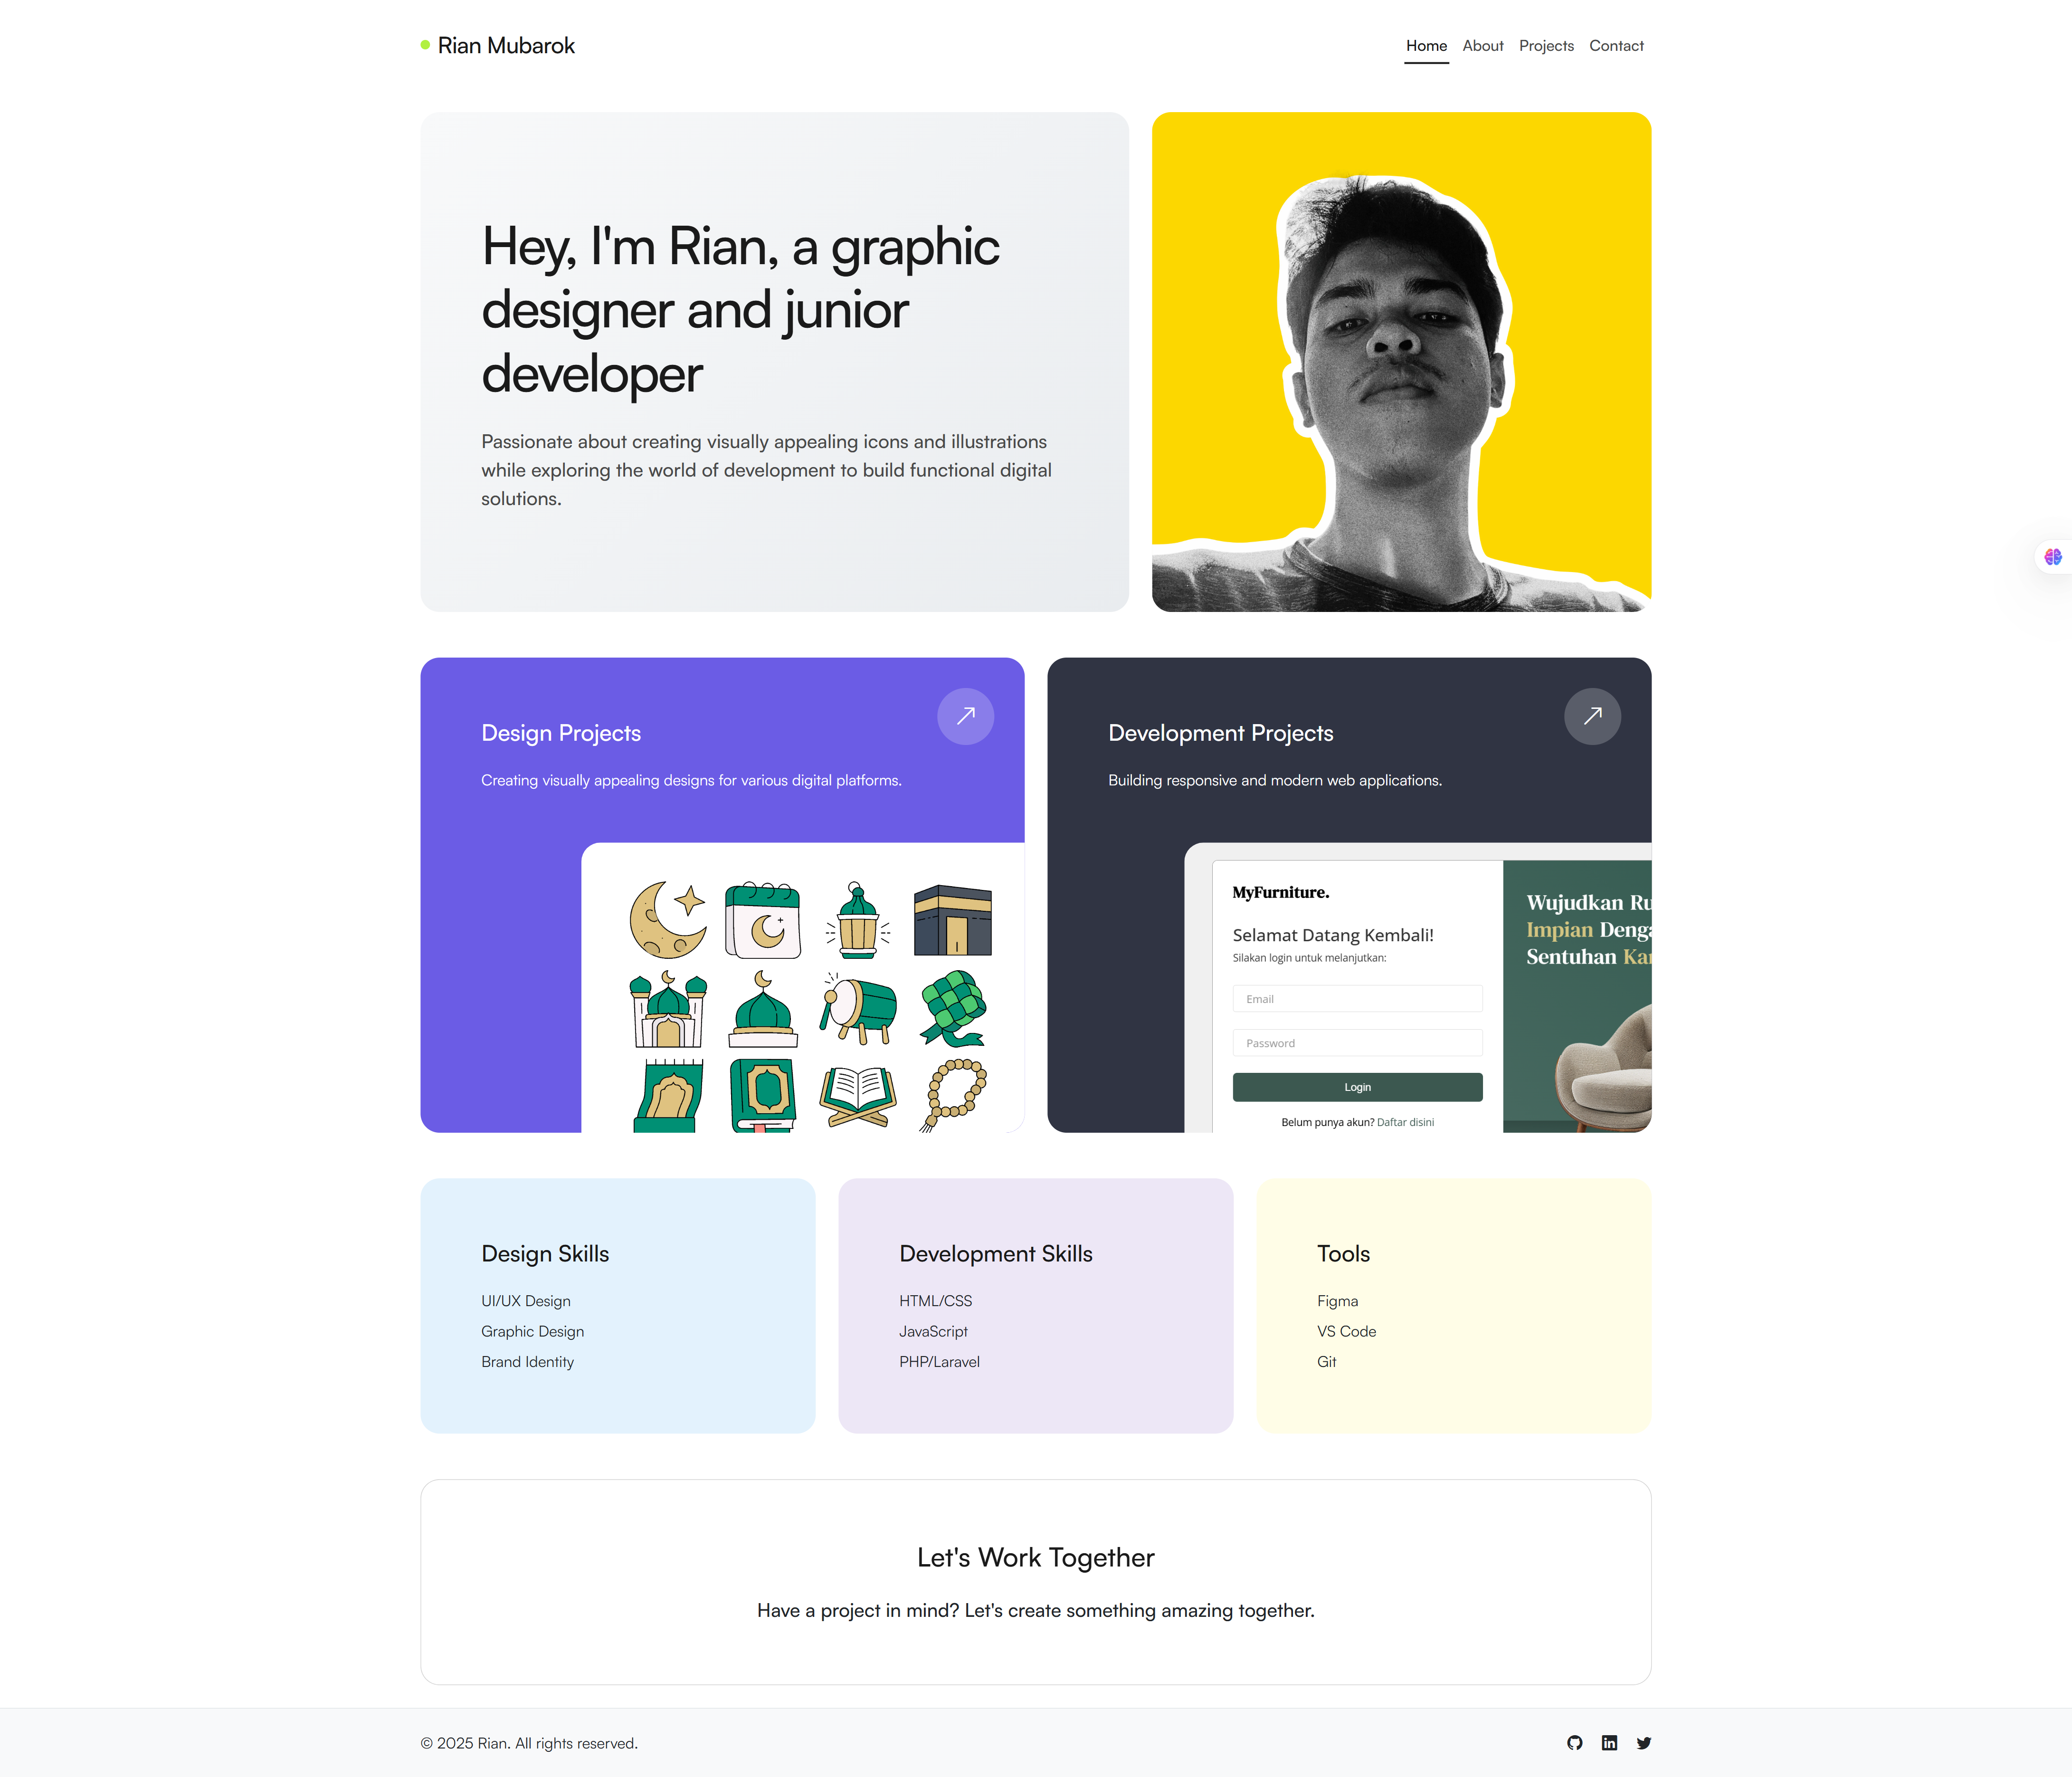 Rian Mubarok
Home About Projects Contact
Hey, I'm Rian, a graphic
designer and junior
developer
Passionate about creating visually appealing icons and illustrations
while exploring the world of development to build functional digital
solutions.
Design Projects
Creating visually appealing designs for various digital platforms.
Development Projects
Building responsive and modern web applications.
MyFurniture.
Selamat Datang Kembali!
Silakan login untuk melanjutkan:
Email
Password
Login
Belum punya akun? Daftar disini
Wujudkan Ru
Impian Denga
Sentuhan Kar
Design Skills
UI/UX Design
Graphic Design
Brand Identity
Development Skills
HTML/CSS
JavaScript
PHP/Laravel
Tools
Figma
VS Code
Git
Let's Work Together
Have a project in mind? Let's create something amazing together.
© 2025 Rian. All rights reserved.
in